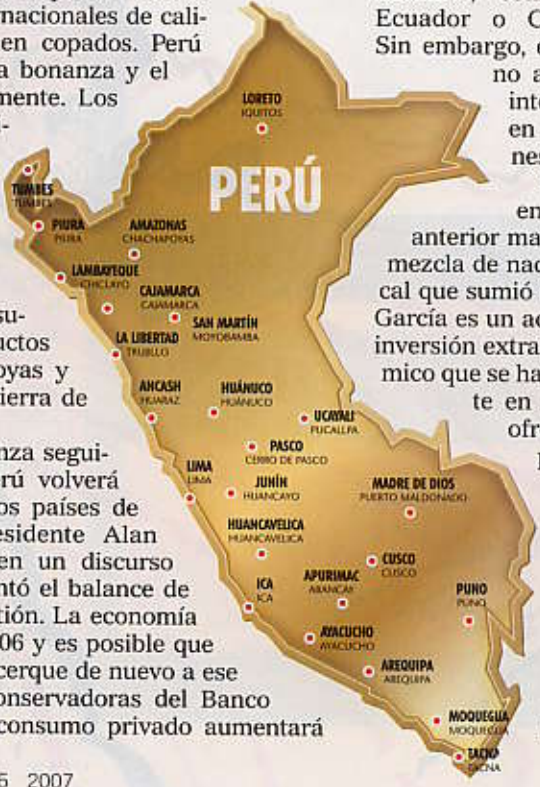 nacionales de cali-
en copados. Perú
a bonanza y el
mente. Los
su-
uctos
oyas y
ierra de
nza segui-
rú volverá
os países de
esidente Alan
en un discurso
ntó el balance de
tión. La economía
06 y es posible que
cerque de nuevo a ese
onservadoras del Banco
consumo privado aumentará
2007
PERÚ
LORETO
IQUITOS
TUMBES
TUMBES
PIURA
PIURA
AMAZONAS
CHACHAPOYAS
LAMBAYEQUE
CHICLAYO
CAJAMARCA
CAJAMARCA
SAN MARTÍN
MOYOBAMBA
LA LIBERTAD
TRUJILLO
ANCASH
HUARAZ
HUÁNUCO
HUÁNUCO
UCAYALI
PUCALLPA
PASCO
CERRO DE PASCO
LIMA
LIMA
JUNÍN
HUANCAYO
MADRE DE DIOS
PUERTO MALDONADO
HUANCAVELICA
HUANCAVELICA
CUSCO
CUSCO
APURIMAC
ABANCAY
ICA
ICA
PUNO
PUNO
AYACUCHO
AYACUCHO
AREQUIPA
AREQUIPA
MOQUEGUA
MOQUEGUA
TACNA
TACNA
Ecuador o C
Sin embargo, e
no a
inte
en
nes
en
anterior ma
mezcla de nac
cal que sumió
García es un ac
inversión extra
mico que se ha
te en
ofr